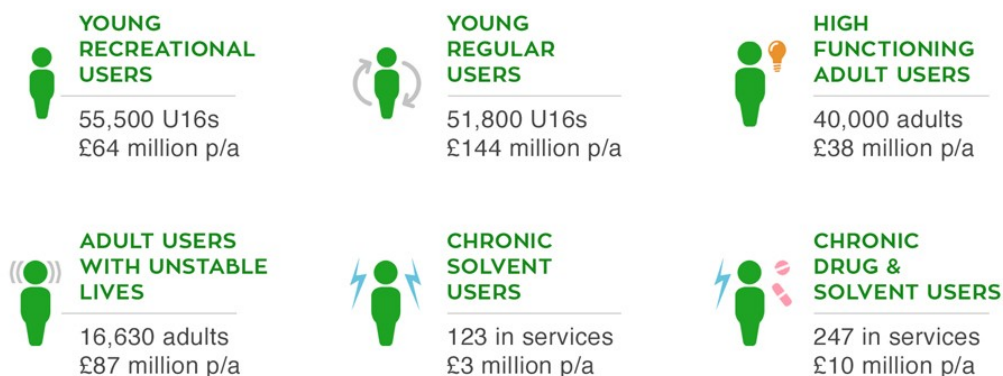 YOUNG
RECREATIONAL
USERS
55,500 U16s
£64 million p/a
YOUNG
REGULAR
USERS
51,800 U16s
£144 million p/a
HIGH
FUNCTIONING
ADULT USERS
40,000 adults
£38 million p/a
ADULT USERS
WITH UNSTABLE
LIVES
16,630 adults
£87 million p/a
CHRONIC
SOLVENT
USERS
123 in services
£3 million p/a
CHRONIC
DRUG &
SOLVENT USERS
247 in services
£10 million p/a